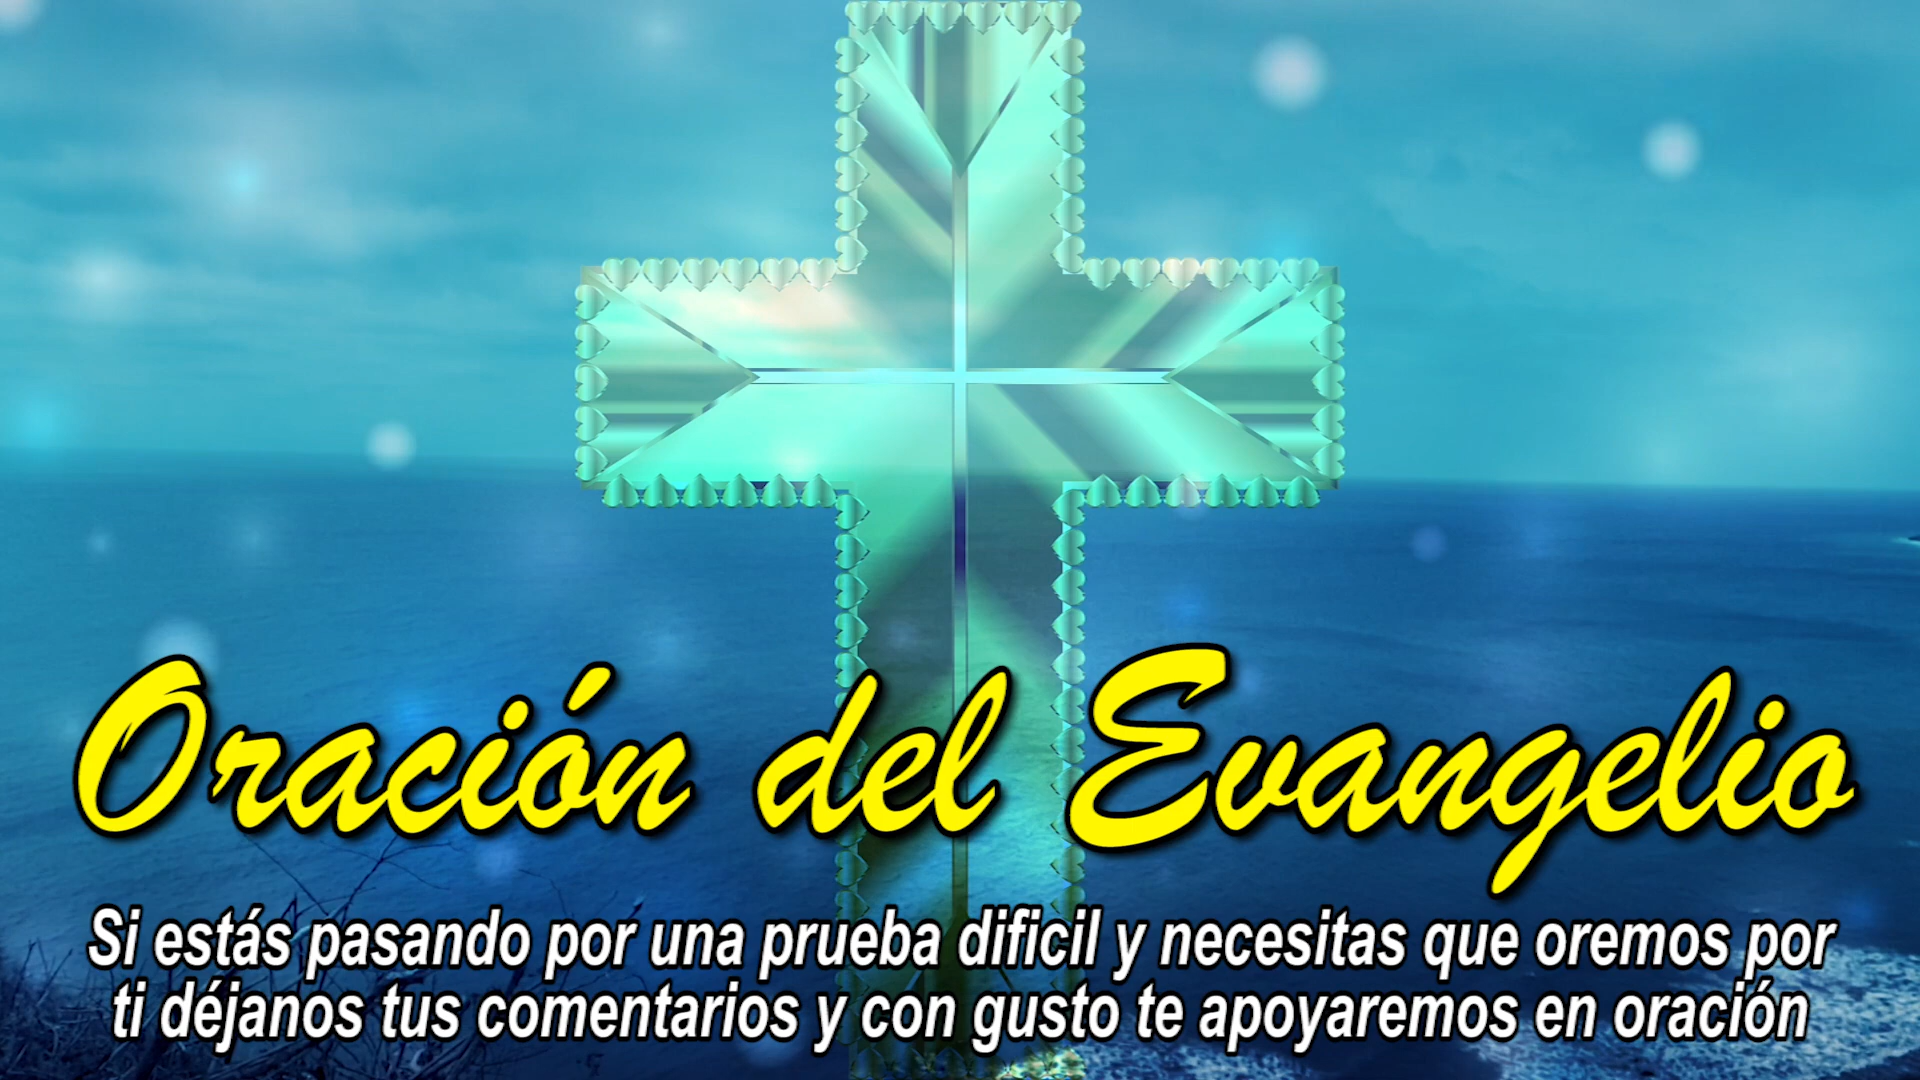 Oración del Evangelio
Si estás pasando por una prueba dificil y necesitas que oremos por
ti déjanos tus comentarios y con gusto te apoyaremos en oración